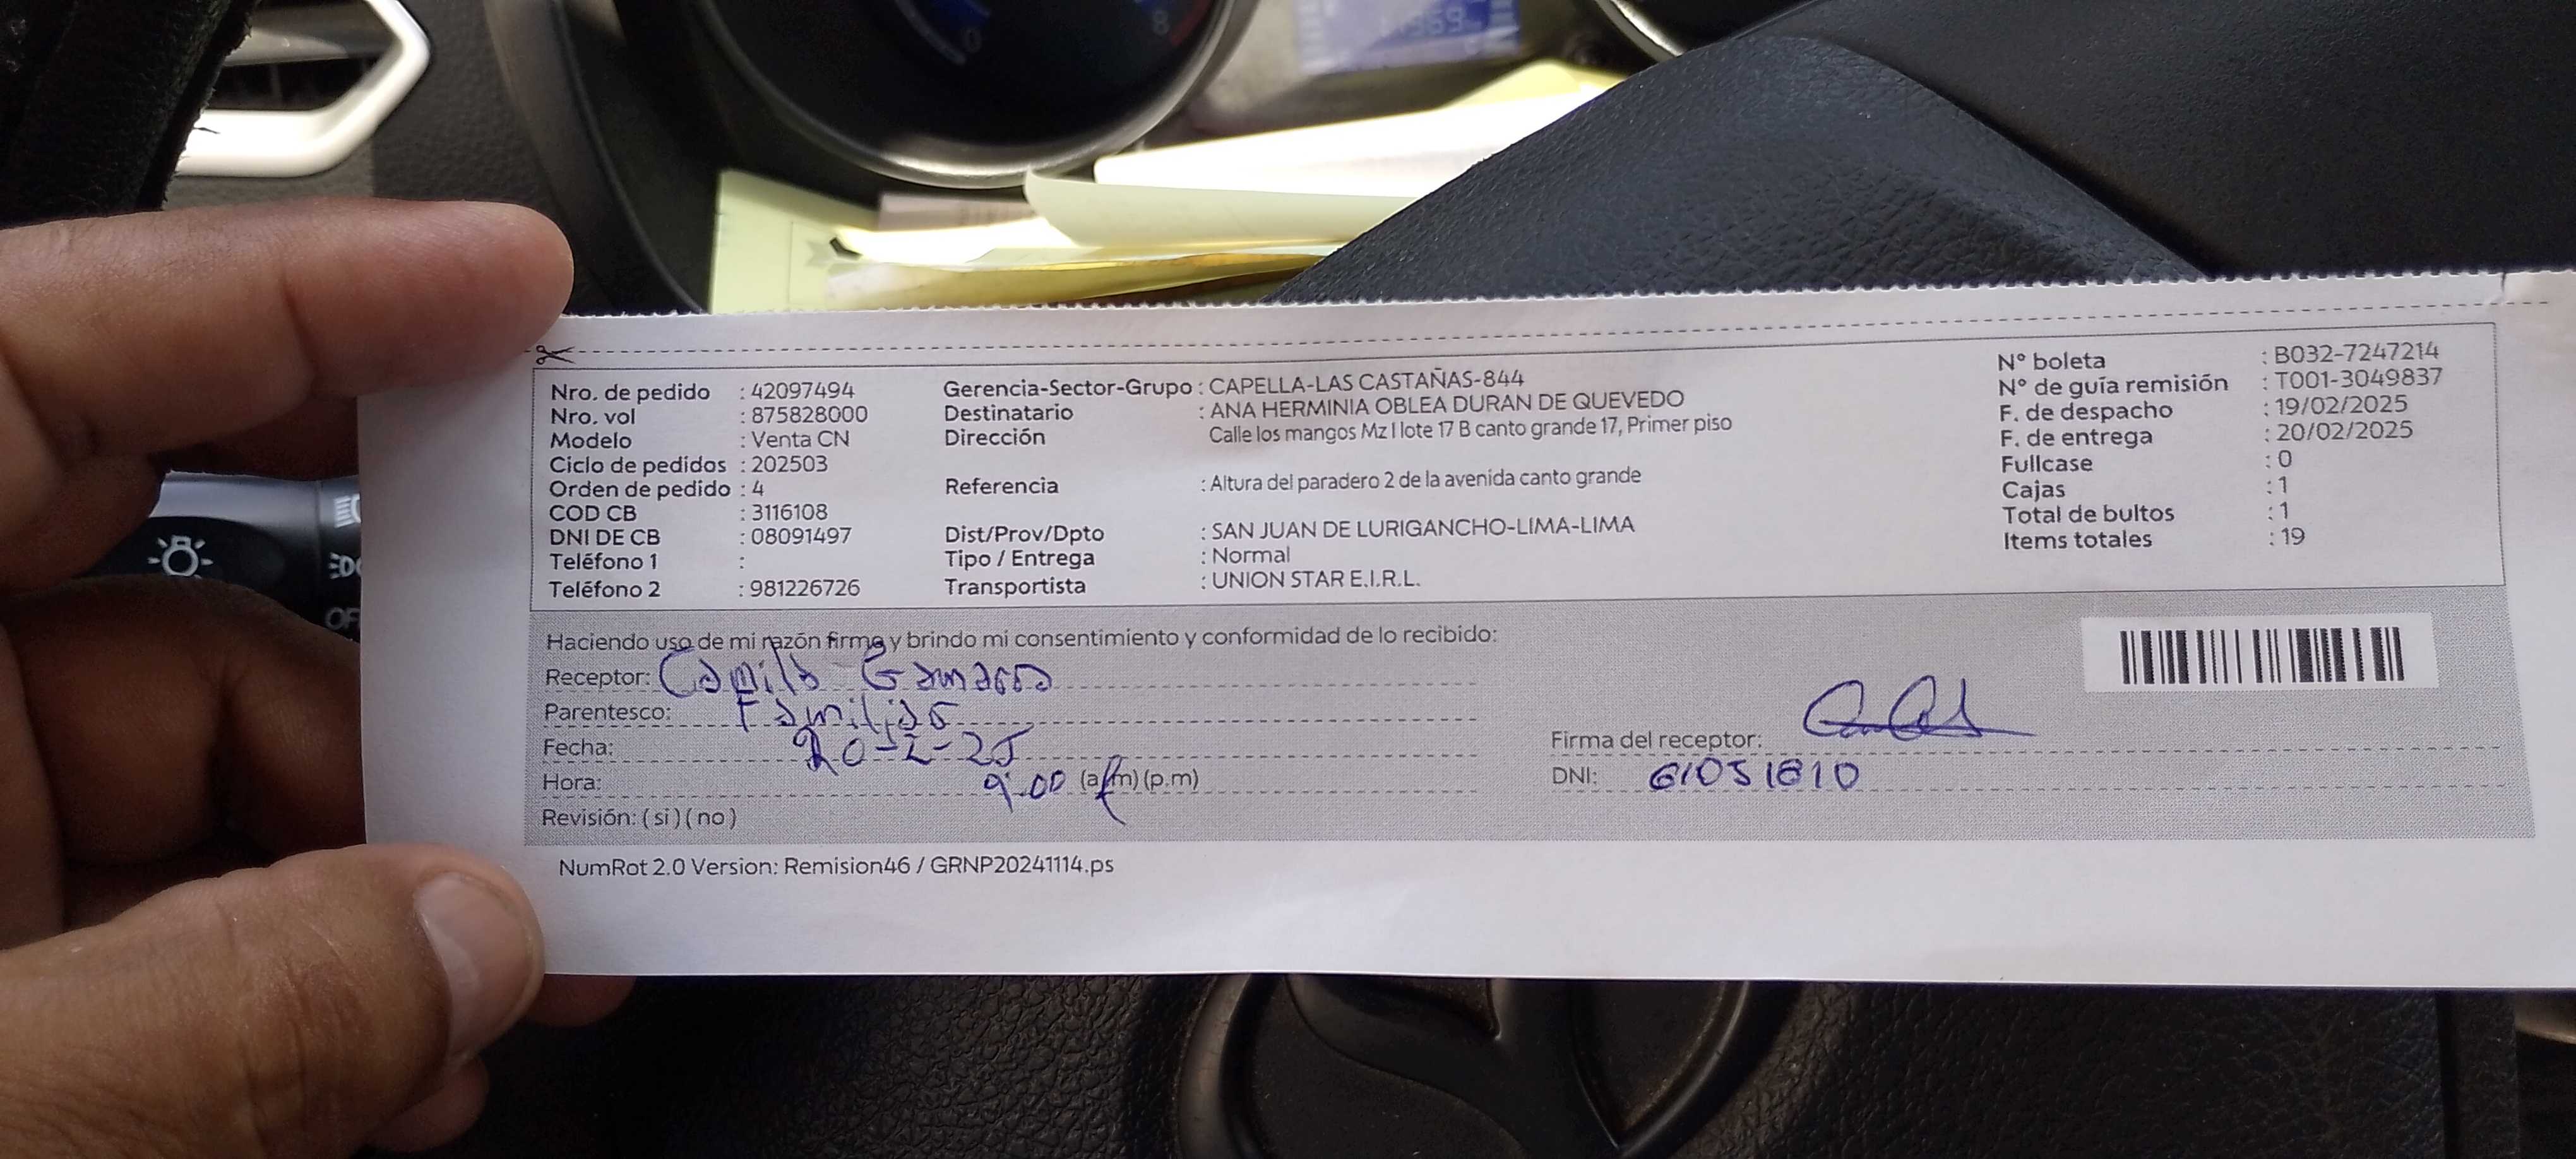 Nro. de pedido : 42097494
Nro. vol : 875828000
Modelo : Venta CN
Ciclo de pedidos : 202503
Orden de pedido : 4
COD CB : 3116108
DNI DE CB : 08091497
Teléfono 1 :
Teléfono 2 : 981226726
Gerencia-Sector-Grupo : CAPELLA-LAS CASTAÑAS-844
Destinatario : ANA HERMINIA OBLEA DURAN DE QUEVEDO
Dirección Calle los mangos Mz I lote 17 B canto grande 17, Primer piso
Referencia : Altura del paradero 2 de la avenida canto grande
Dist/Prov/Dpto : SAN JUAN DE LURIGANCHO-LIMA-LIMA
Tipo / Entrega : Normal
Transportista : UNION STAR E.I.R.L.
N° boleta : B032-7247214
N° de guía remisión : T001-3049837
F. de despacho : 19/02/2025
F. de entrega : 20/02/2025
Fullcase : 0
Cajas : 1
Total de bultos : 1
Items totales : 19
Haciendo uso de mi razón firmo y brindo mi consentimiento y conformidad de lo recibido:
Receptor: Camila Gamarra
Parentesco: Familiar
Fecha: 20-2-25
Hora: 9:00 (a.m) (p.m)
Revisión: (si) (no)
Firma del receptor:
DNI: 61051810
NumRot 2.0 Version: Remision46 / GRNP20241114.ps
OFF